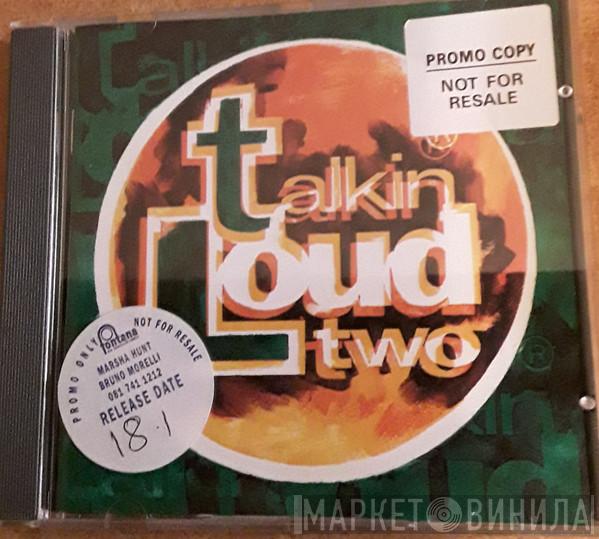 PROMO COPY
NOT FOR
RESALE
talkin
Loud
two
®
PROMO ONLY fontana NOT FOR RESALE
MARSHA HUNT
BRUNO MORELLI
081 741 1212
RELEASE DATE
18.1
МАРКЕТ ВИНИЛА